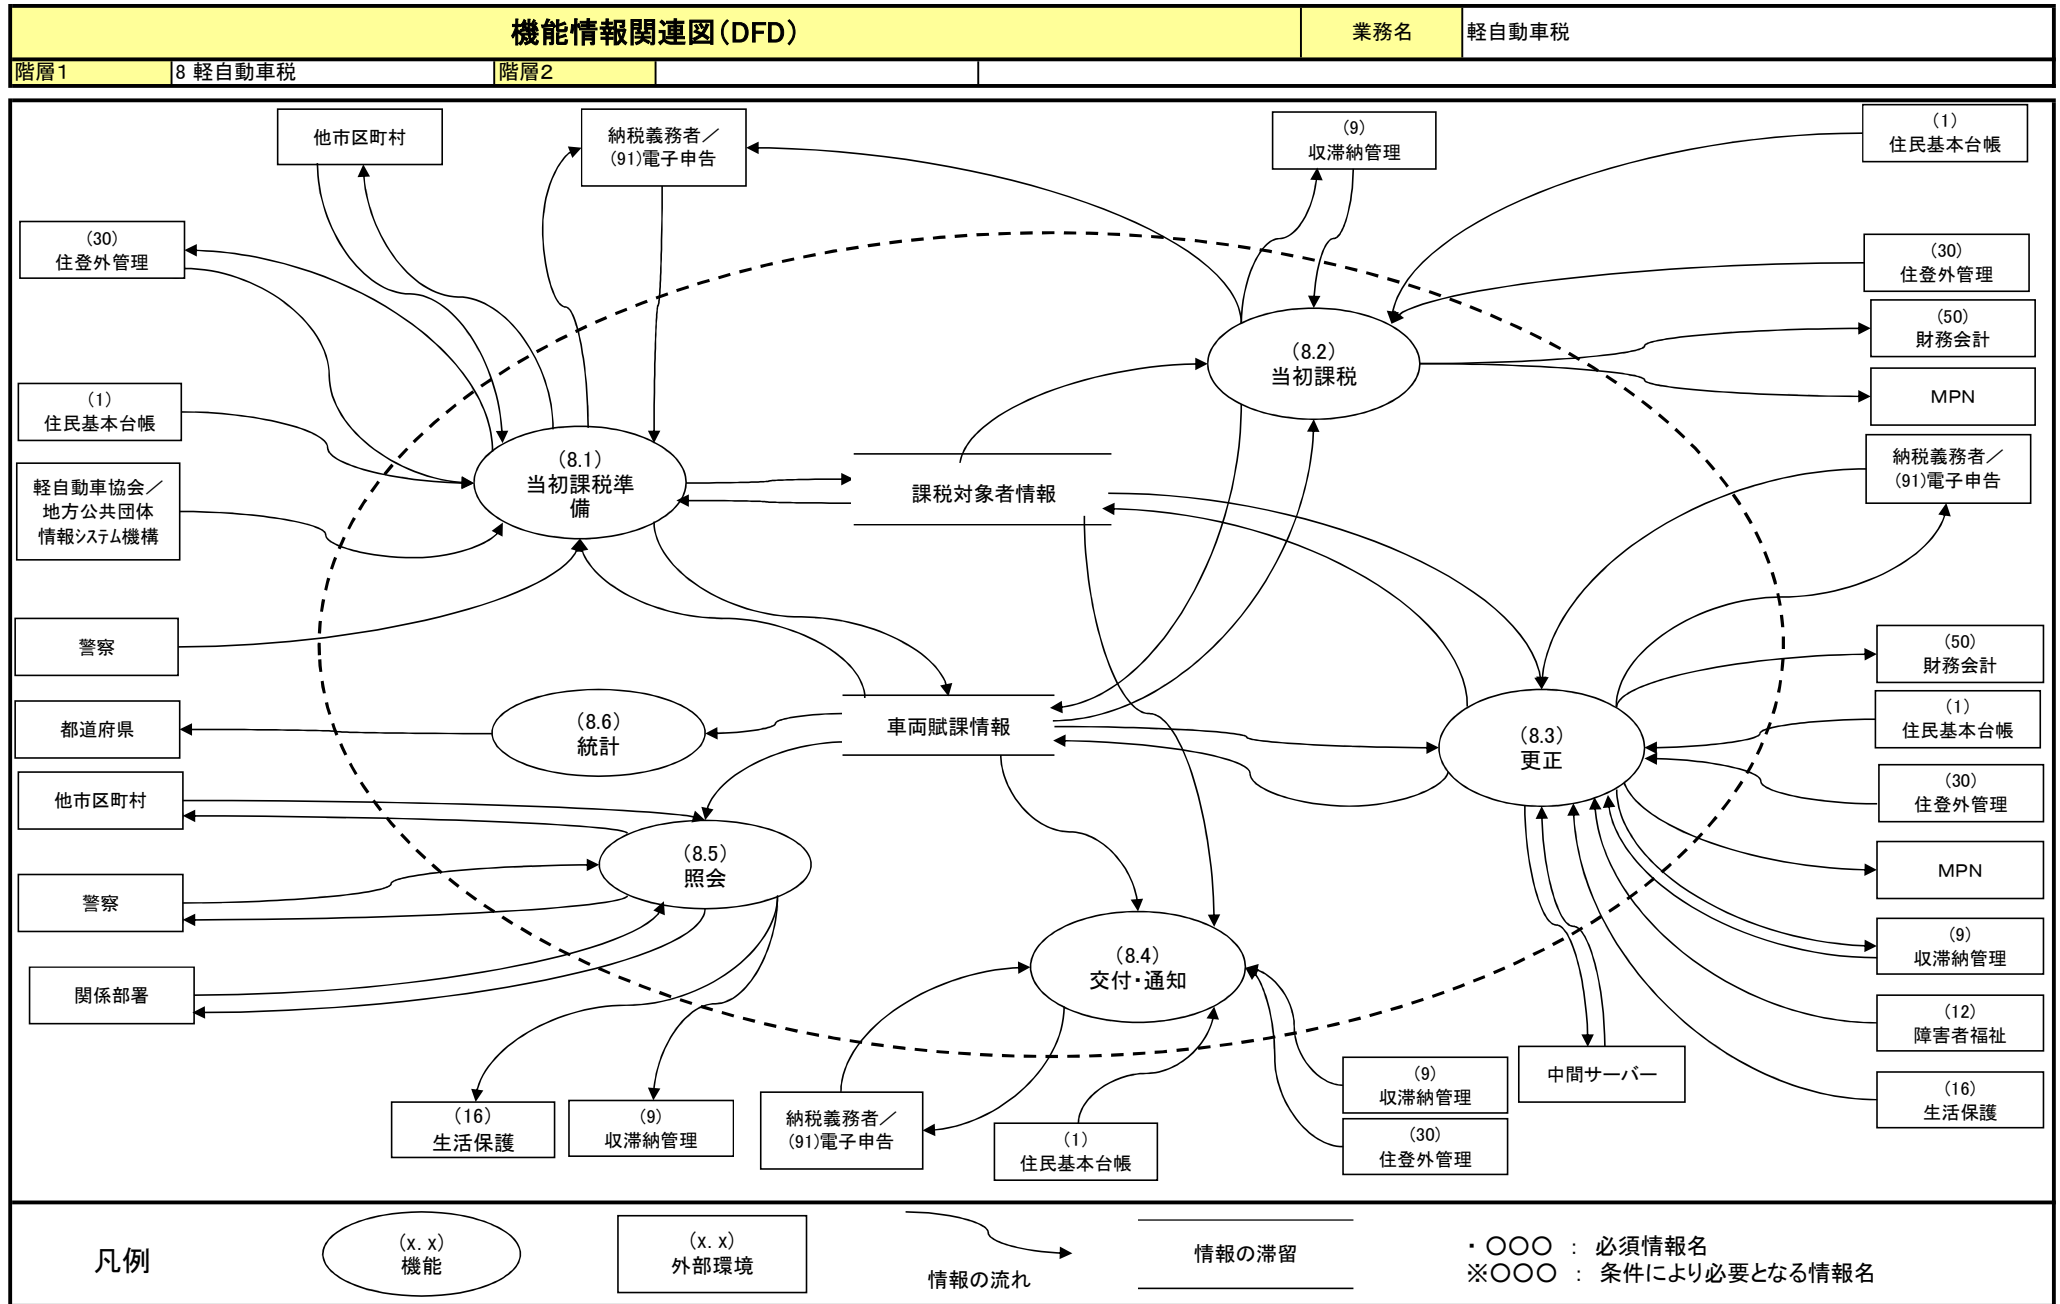 機能情報関連図(DFD)
業務名
軽自動車税
階層1
8 軽自動車税
階層2
他市区町村
納税義務者／
(91)電子申告
(9)
収滞納管理
(1)
住民基本台帳
(30)
住登外管理
(30)
住登外管理
(50)
財務会計
(8.2)
当初課税
MPN
(1)
住民基本台帳
納税義務者／
(91)電子申告
(8.1)
当初課税準
備
課税対象者情報
軽自動車協会／
地方公共団体
情報システム機構
警察
(50)
財務会計
都道府県
(8.6)
統計
車両賦課情報
(8.3)
更正
(1)
住民基本台帳
他市区町村
(30)
住登外管理
(8.5)
照会
MPN
警察
(9)
収滞納管理
(8.4)
交付・通知
関係部署
(12)
障害者福祉
中間サーバー
(9)
収滞納管理
(16)
生活保護
(16)
生活保護
(9)
収滞納管理
納税義務者／
(91)電子申告
(1)
住民基本台帳
(30)
住登外管理
凡例
(x. x)
機能
(x. x)
外部環境
情報の流れ
情報の滞留
・ 〇〇〇 ： 必須情報名
※〇〇〇 ： 条件により必要となる情報名